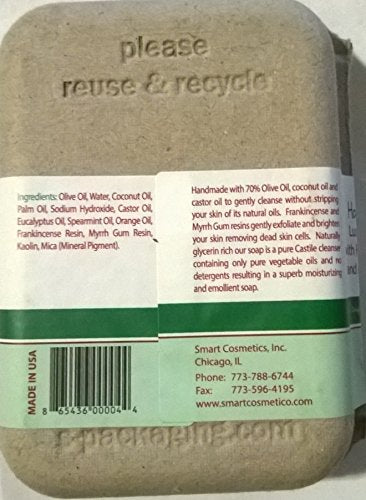 please
reuse & recycle
Ingredients: Olive Oil, Water, Coconut Oil,
Palm Oil, Sodium Hydroxide, Castor Oil,
Eucalyptus Oil, Spearmint Oil, Orange Oil,
Frankincense Resin, Myrrh Gum Resin,
Kaolin, Mica (Mineral Pigment).
Handmade with 70% Olive Oil, coconut oil and
castor oil to gently cleanse without stripping
your skin of its natural oils. Frankincense and
Myrrh Gum resins gently exfoliate and brightens
your skin removing dead skin cells. Naturally
glycerin rich our soap is a pure Castile cleanser
containing only pure vegetable oils and no
detergents resulting in a superb moisturizing
and emollient soap.
MADE IN USA
8 65436 00004 4
Smart Cosmetics, Inc.
Chicago, IL
Phone: 773-788-6744
Fax: 773-596-4195
www.smartcosmetico.com
-packaging.com